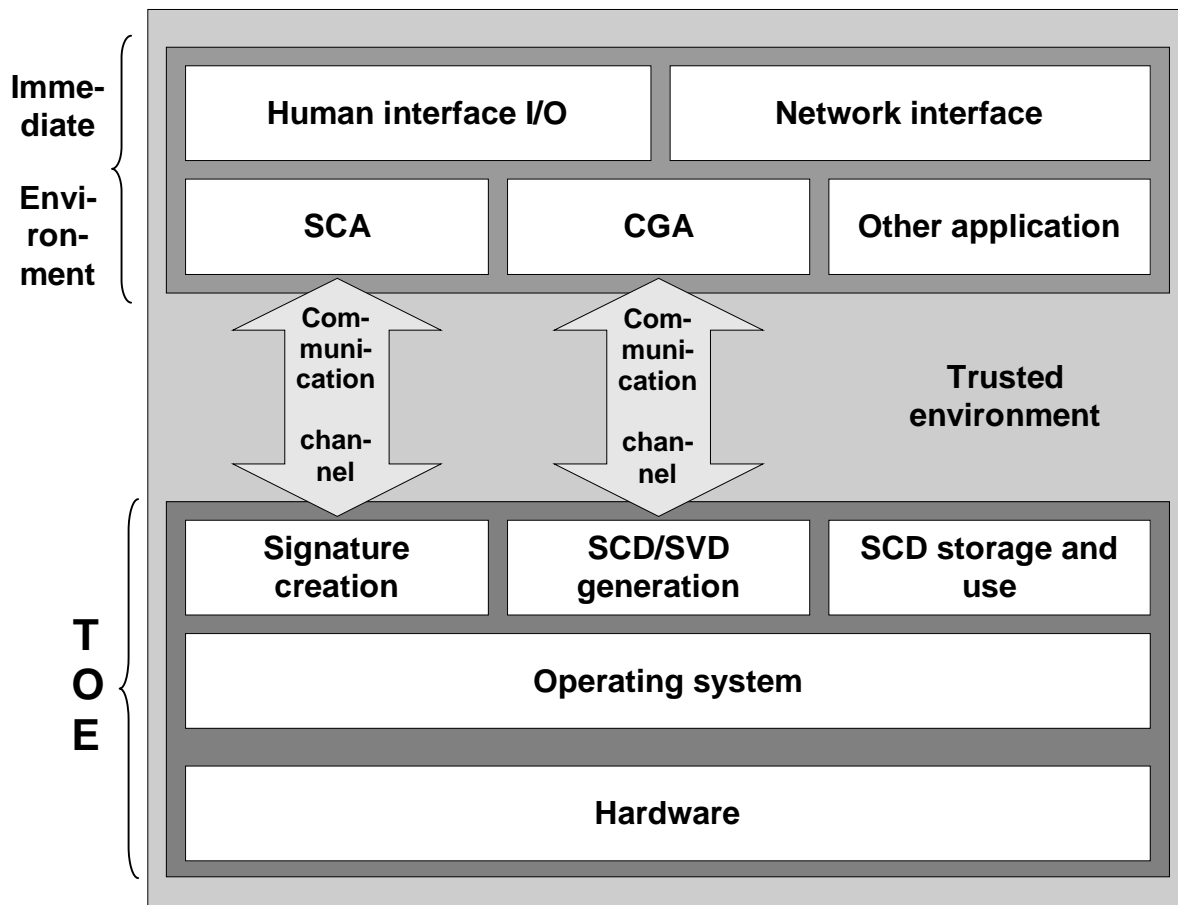 Imme-
diate
Envi-
ron-
ment
Human interface I/O
Network interface
SCA
CGA
Other application
Com-
muni-
cation
chan-
nel
Com-
muni-
cation
chan-
nel
Trusted
environment
T
O
E
Signature
creation
SCD/SVD
generation
SCD storage and
use
Operating system
Hardware